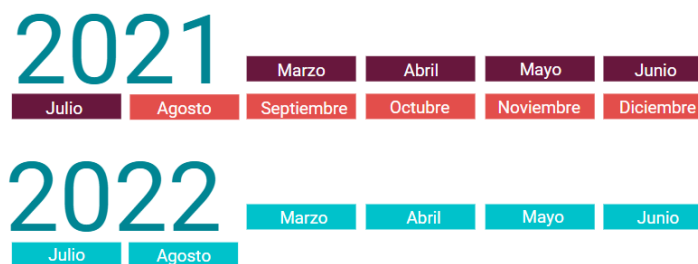 2021
Marzo Abril Mayo Junio
Julio Agosto Septiembre Octubre Noviembre Diciembre
2022
Marzo Abril Mayo Junio
Julio Agosto